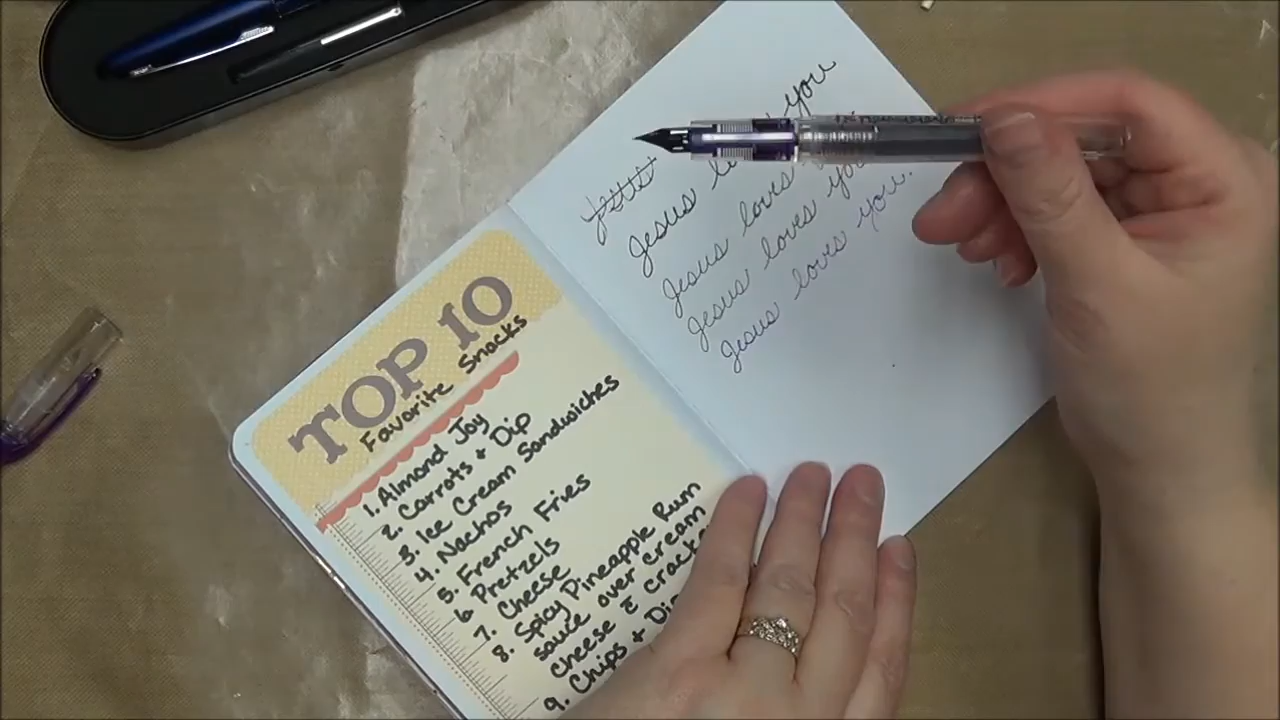 TOP 10
Favorite Snacks
1. Almond Joy
2. Carrots & Dip
3. Ice Cream Sandwiches
4. Nachos
5. French Fries
6. Pretzels
7. Cheese
8. Spicy Pineapple Rum
sauce over cream
cheese &
9. Chips &
you
Jesus
Jesus loves
Jesus loves you
Jesus loves you.